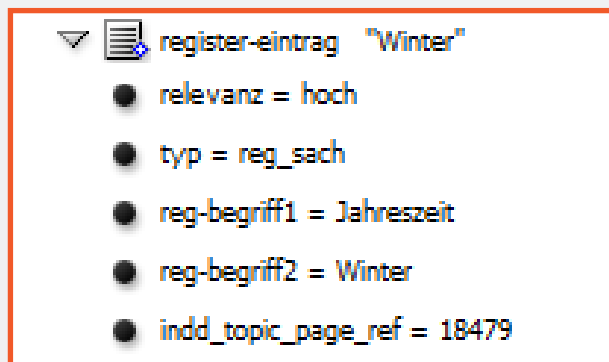 register-eintrag "Winter"
relevanz = hoch
typ = reg_sach
reg-begriff1 = Jahreszeit
reg-begriff2 = Winter
indd_topic_page_ref = 18479